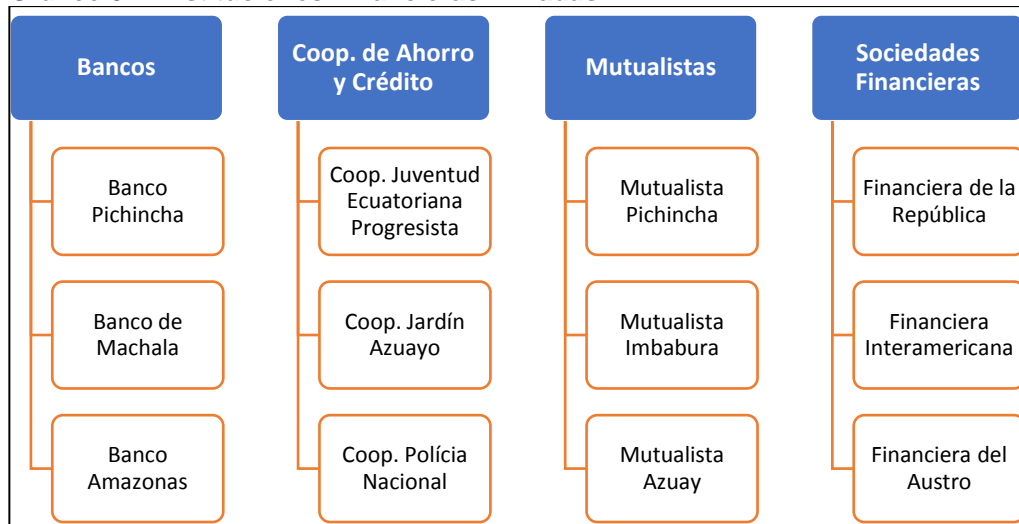 Bancos
Banco
Pichincha
Banco de
Machala
Banco
Amazonas
Coop. de Ahorro
y Crédito
Coop. Juventud
Ecuatoriana
Progresista
Coop. Jardín
Azuayo
Coop. Polícia
Nacional
Mutualistas
Mutualista
Pichincha
Mutualista
Imbabura
Mutualista
Azuay
Sociedades
Financieras
Financiera de la
República
Financiera
Interamericana
Financiera del
Austro